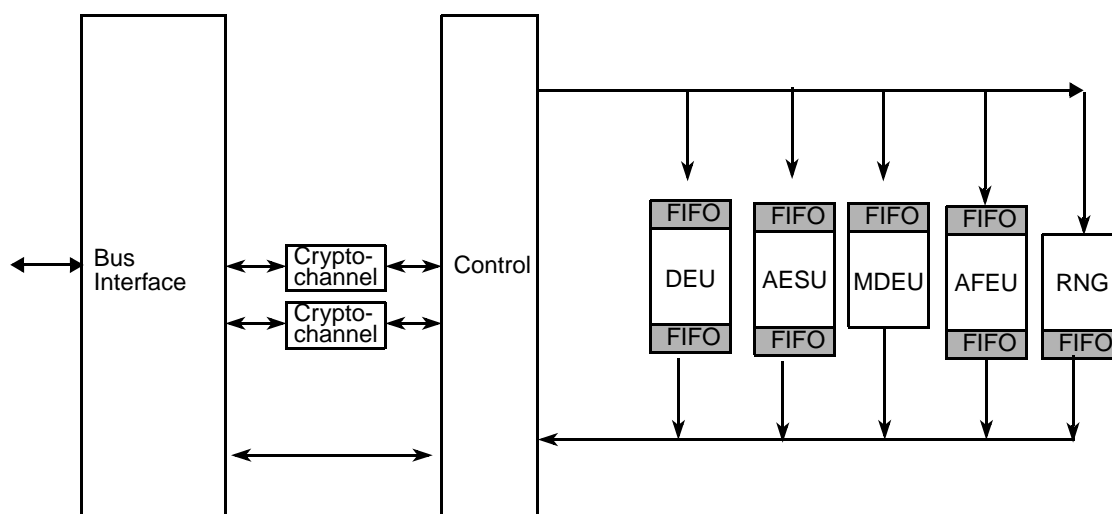 FIFO
FIFO
FIFO
FIFO
Bus
Interface
Crypto-
channel
Control
DEU
AESU
MDEU
AFEU
RNG
Crypto-
channel
FIFO
FIFO
FIFO
FIFO